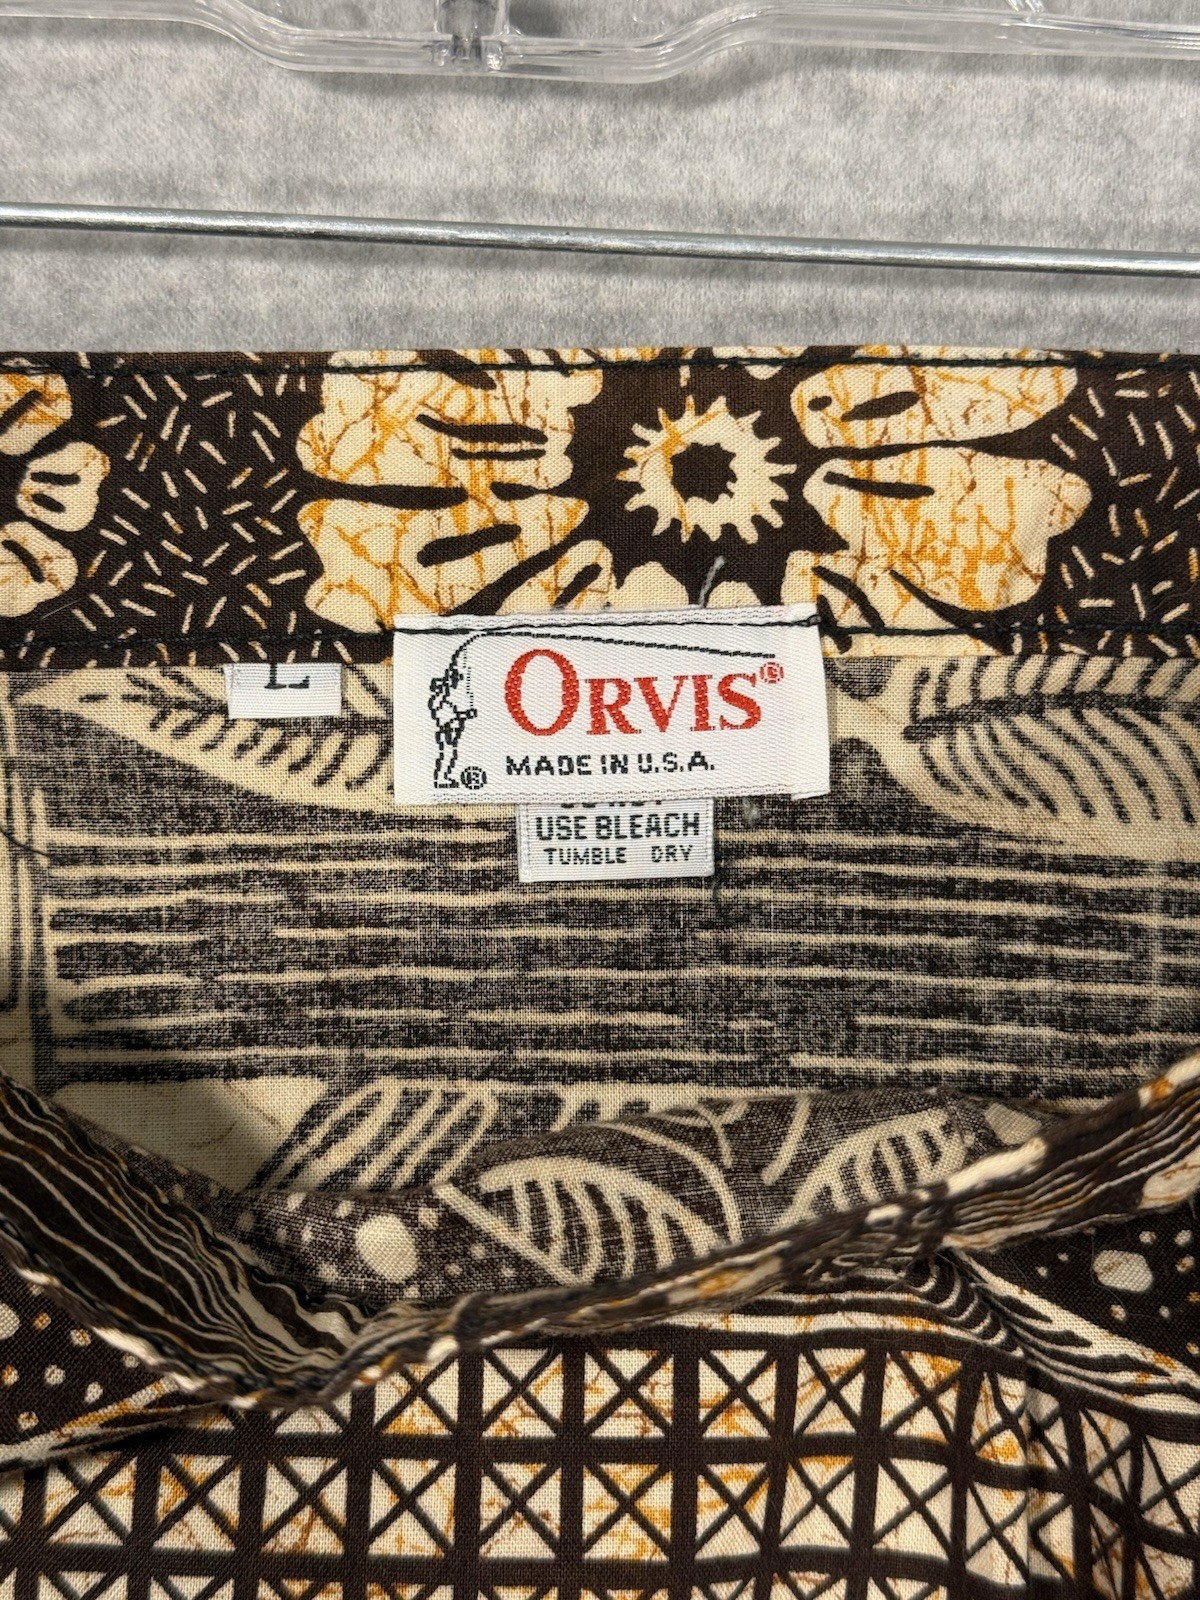 L
ORVIS®
MADE IN U.S.A.
®
USE BLEACH
TUMBLE DRY